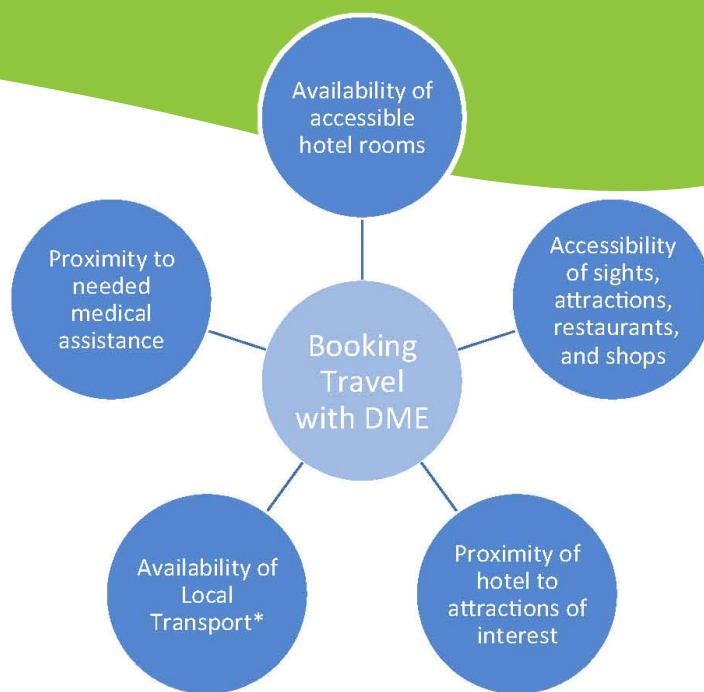 Availability of
accessible
hotel rooms
Accessibility
of sights,
attractions,
restaurants,
and shops
Proximity of
hotel to
attractions of
interest
Availability of
Local
Transport*
Proximity to
needed
medical
assistance
Booking
Travel
with DME